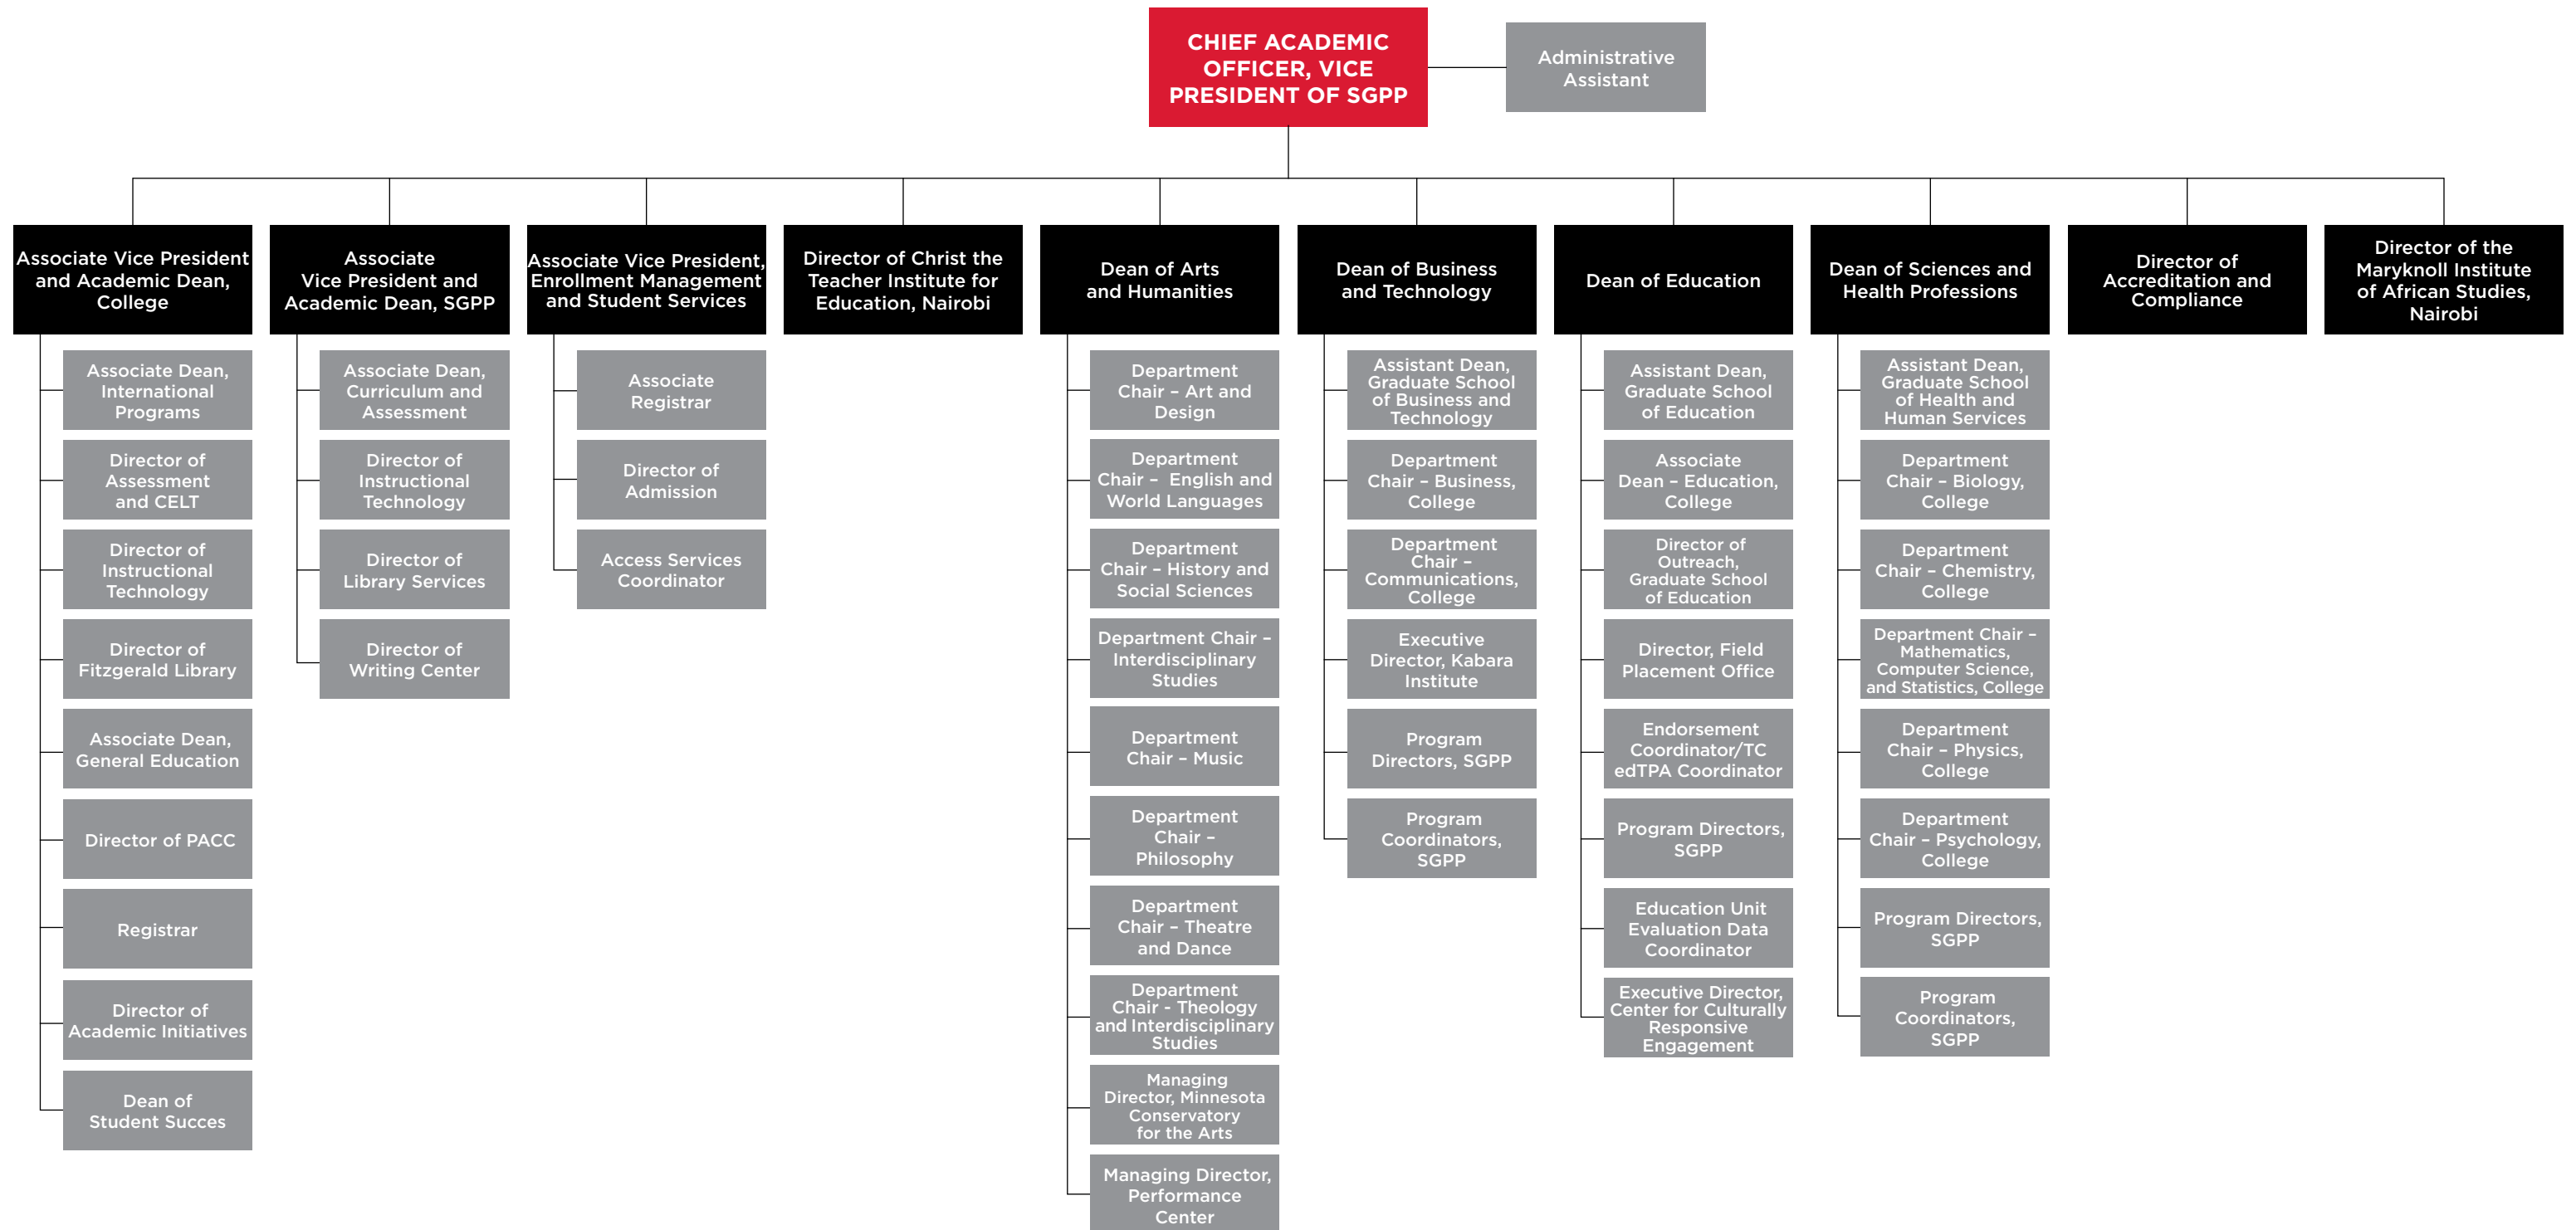 CHIEF ACADEMIC
OFFICER, VICE
PRESIDENT OF SGPP
Administrative
Assistant
Associate Vice President
and Academic Dean,
College
Associate Dean,
International
Programs
Director of
Assessment
and CELT
Director of
Instructional
Technology
Director of
Fitzgerald Library
Associate Dean,
General Education
Director of PACC
Registrar
Director of
Academic Initiatives
Dean of
Student Succes
Associate
Vice President and
Academic Dean, SGPP
Associate Dean,
Curriculum and
Assessment
Director of
Instructional
Technology
Director of
Library Services
Director of
Writing Center
Associate Vice President,
Enrollment Management
and Student Services
Associate
Registrar
Director of
Admission
Access Services
Coordinator
Director of Christ the
Teacher Institute for
Education, Nairobi
Dean of Arts
and Humanities
Department
Chair – Art and
Design
Department
Chair – English and
World Languages
Department
Chair – History and
Social Sciences
Department Chair –
Interdisciplinary
Studies
Department
Chair – Music
Department
Chair –
Philosophy
Department
Chair – Theatre
and Dance
Department
Chair - Theology
and Interdisciplinary
Studies
Managing
Director, Minnesota
Conservatory
for the Arts
Managing Director,
Performance
Center
Dean of Business
and Technology
Assistant Dean,
Graduate School
of Business and
Technology
Department
Chair – Business,
College
Department
Chair –
Communications,
College
Executive
Director, Kabara
Institute
Program
Directors, SGPP
Program
Coordinators,
SGPP
Dean of Education
Assistant Dean,
Graduate School
of Education
Associate
Dean – Education,
College
Director of
Outreach,
Graduate School
of Education
Director, Field
Placement Office
Endorsement
Coordinator/TC
edTPA Coordinator
Program Directors,
SGPP
Education Unit
Evaluation Data
Coordinator
Executive Director,
Center for Culturally
Responsive
Engagement
Dean of Sciences and
Health Professions
Assistant Dean,
Graduate School
of Health and
Human Services
Department
Chair – Biology,
College
Department
Chair – Chemistry,
College
Department Chair –
Mathematics,
Computer Science,
and Statistics, College
Department
Chair – Physics,
College
Department
Chair – Psychology,
College
Program Directors,
SGPP
Program
Coordinators,
SGPP
Director of
Accreditation and
Compliance
Director of the
Maryknoll Institute
of African Studies,
Nairobi